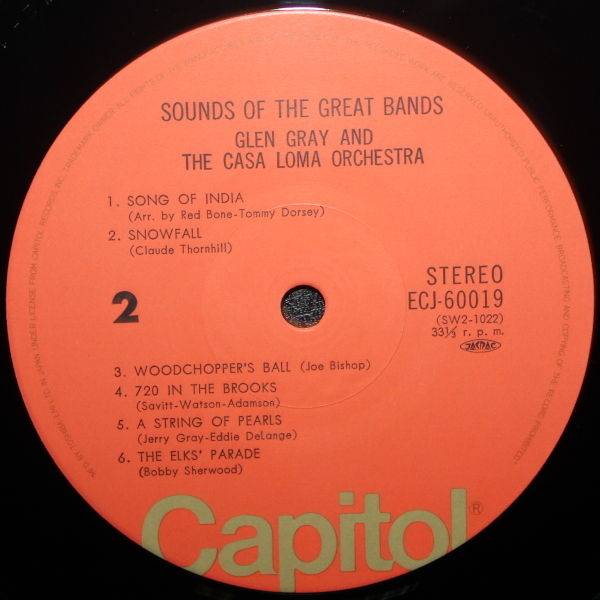 SOUNDS OF THE GREAT BANDS
GLEN GRAY AND
THE CASA LOMA ORCHESTRA
1. SONG OF INDIA
(Arr. by Red Bone-Tommy Dorsey)
2. SNOWFALL
(Claude Thornhill)
2
STEREO
ECJ-60019
(SW2-1022)
33⅓ r. p. m.
JASRAC
3. WOODCHOPPER'S BALL (Joe Bishop)
4. 720 IN THE BROOKS
(Savitt-Watson-Adamson)
5. A STRING OF PEARLS
(Jerry Gray-Eddie DeLange)
6. THE ELKS' PARADE
(Bobby Sherwood)
Capitol®